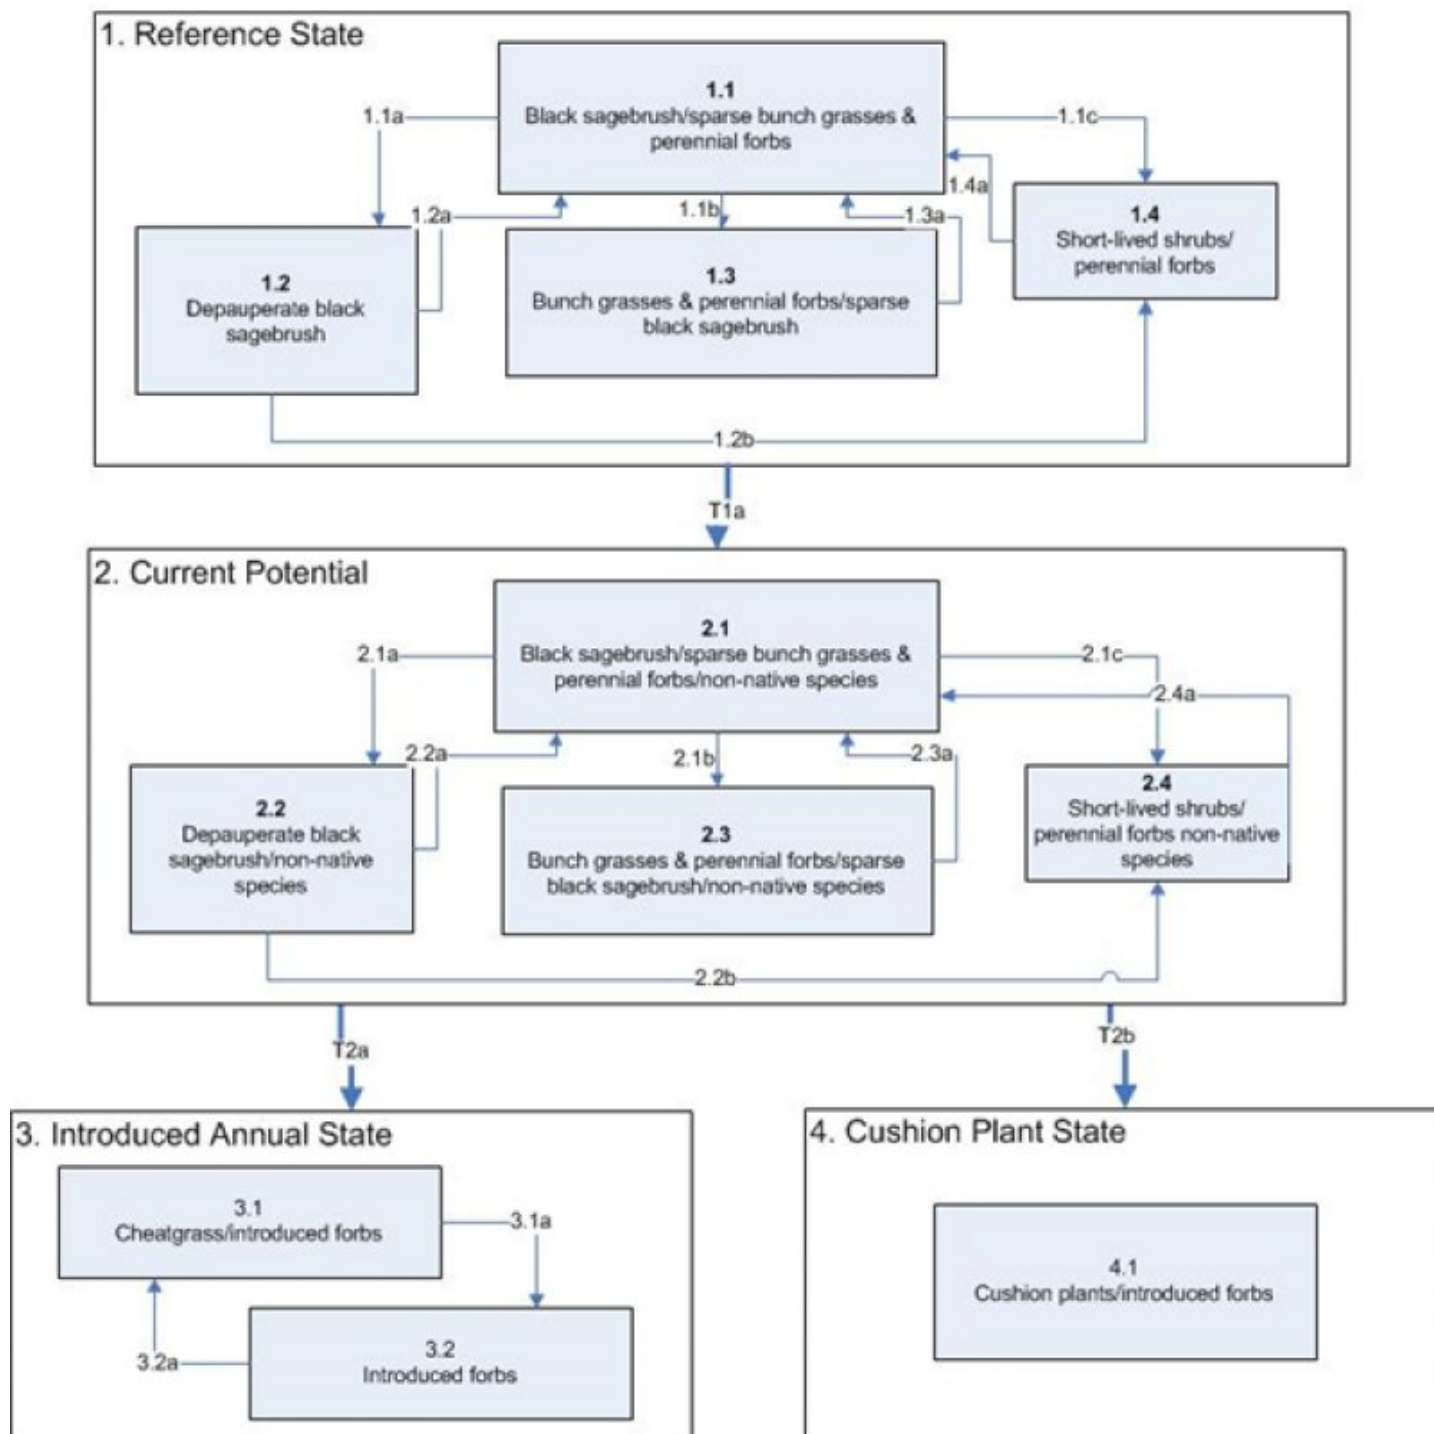 1. Reference State
1.1
Black sagebrush/sparse bunch grasses &
perennial forbs
1.1a
1.1c
1.4a
1.2a
1.1b
1.3a
1.4
Short-lived shrubs/
perennial forbs
1.2
Depauperate black
sagebrush
1.3
Bunch grasses & perennial forbs/sparse
black sagebrush
1.2b
T1a
2. Current Potential
2.1
Black sagebrush/sparse bunch grasses &
perennial forbs/non-native species
2.1a
2.1c
2.4a
2.2a
2.1b
2.3a
2.2
Depauperate black
sagebrush/non-native
species
2.3
Bunch grasses & perennial forbs/sparse
black sagebrush/non-native species
2.4
Short-lived shrubs/
perennial forbs non-native
species
2.2b
T2a
T2b
3. Introduced Annual State
3.1
Cheatgrass/introduced forbs
3.1a
3.2
Introduced forbs
3.2a
4. Cushion Plant State
4.1
Cushion plants/introduced forbs